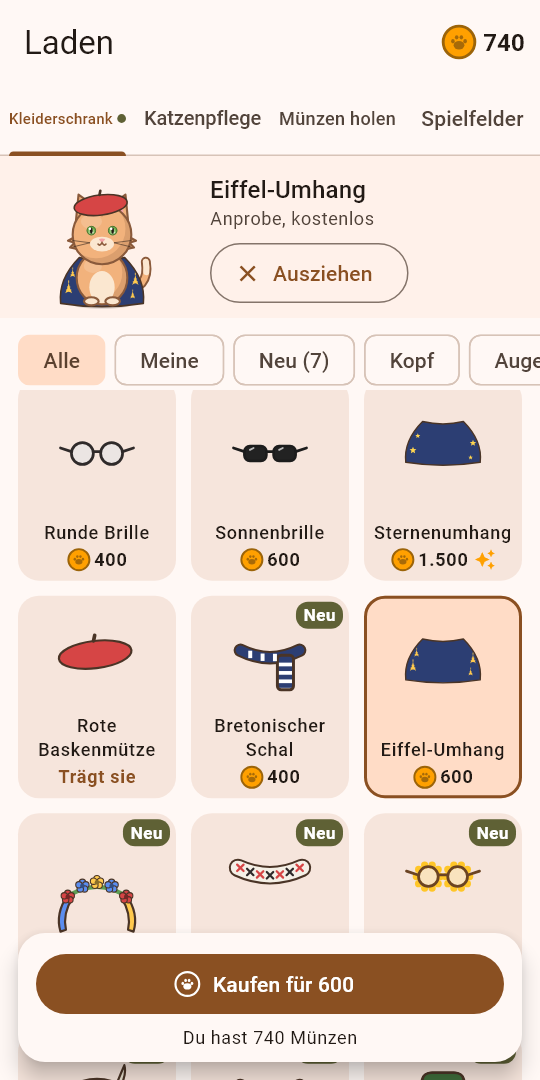 Laden
740
Kleiderschrank
Katzenpflege
Münzen holen
Spielfelder
Eiffel-Umhang
Anprobe, kostenlos
Ausziehen
Alle
Meine
Neu (7)
Kopf
Auge
Runde Brille
400
Sonnenbrille
600
Sternenumhang
1.500
Rote
Baskenmütze
Trägt sie
Neu
Bretonischer
Schal
400
Eiffel-Umhang
600
Neu
Neu
Neu
Kaufen für 600
Du hast 740 Münzen